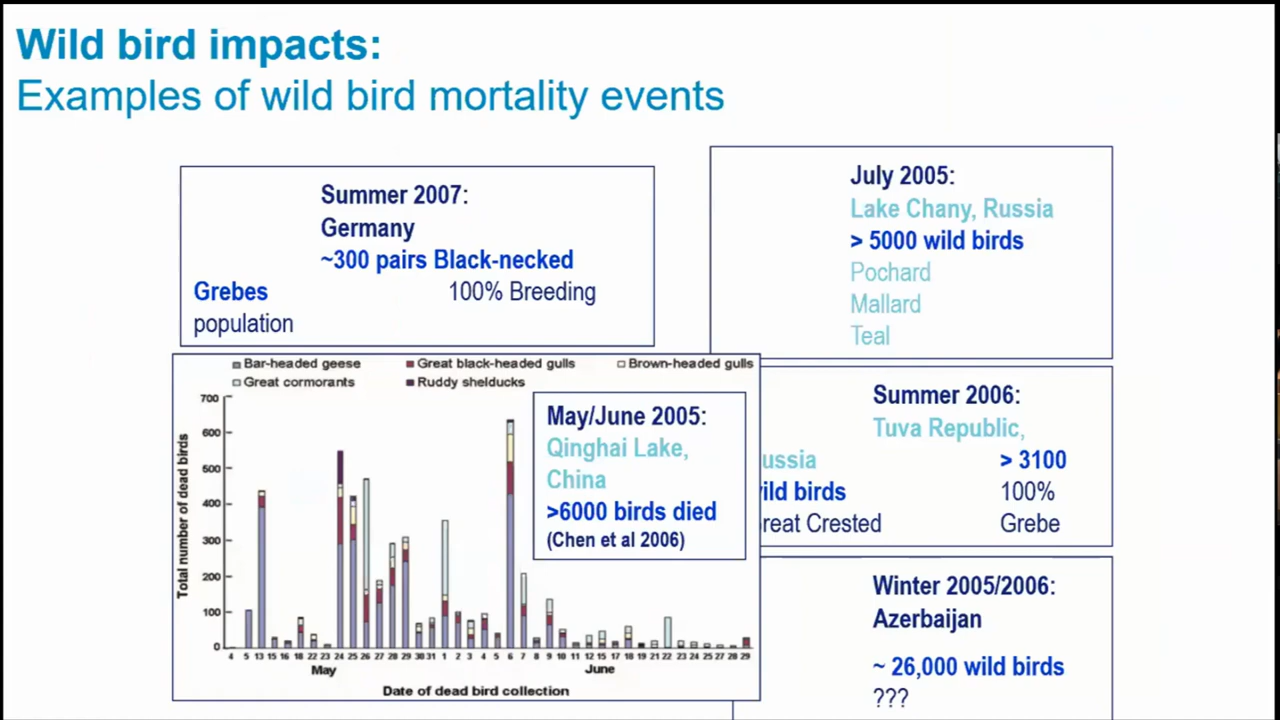 Wild bird impacts:
Examples of wild bird mortality events
Summer 2007:
Germany
~300 pairs Black-necked
Grebes 100% Breeding
population
July 2005:
Lake Chany, Russia
> 5000 wild birds
Pochard
Mallard
Teal
Bar-headed geese Great black-headed gulls Brown-headed gulls
Great cormorants Ruddy shelducks
700
600
500
400
300
200
100
0
Total number of dead birds
4 5 13 15 16 18 22 23 24 25 26 27 28 29 30 31 1 2 3 4 5 6 7 8 9 10 11 12 15 17 18 19 21 22 23 24 25 27 28 29
May June
Date of dead bird collection
May/June 2005:
Qinghai Lake,
China
>6000 birds died
(Chen et al 2006)
Summer 2006:
Tuva Republic,
ussia > 3100
ild birds 100%
reat Crested Grebe
Winter 2005/2006:
Azerbaijan
~ 26,000 wild birds
???